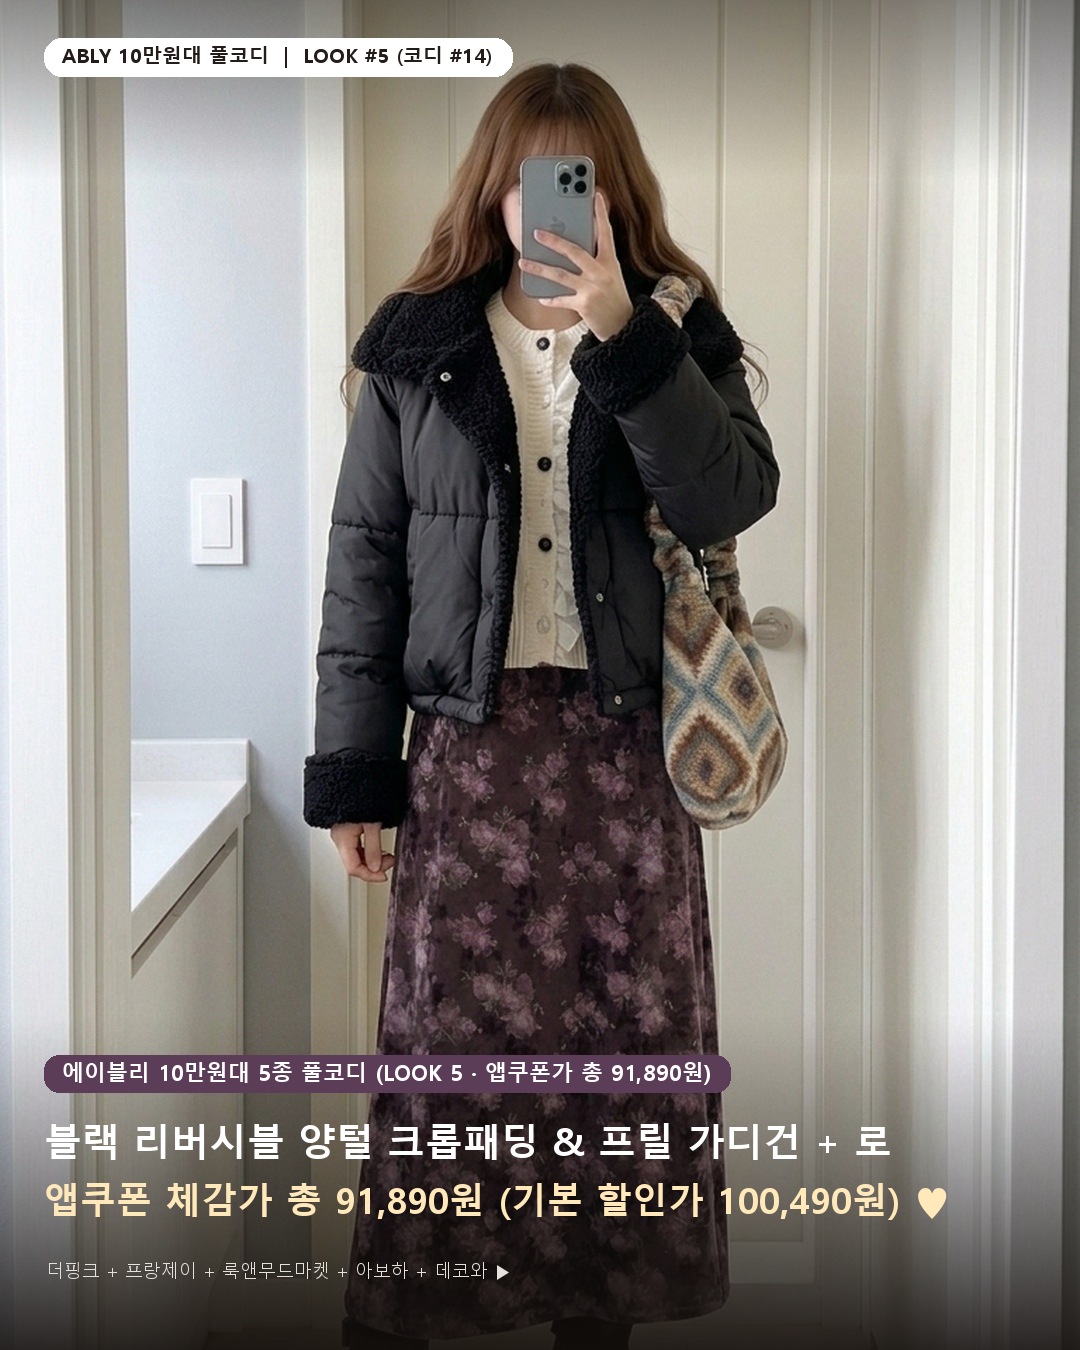 ABLY 10만원대 풀코디 | LOOK #5 (코디 #14)
에이블리 10만원대 5종 풀코디 (LOOK 5 · 앱쿠폰가 총 91,890원)
블랙 리버시블 양털 크롭패딩 & 프릴 가디건 + 로
앱쿠폰 체감가 총 91,890원 (기본 할인가 100,490원) ♥
더핑크 + 프랑제이 + 룩앤무드마켓 + 아보하 + 데코와 ▶